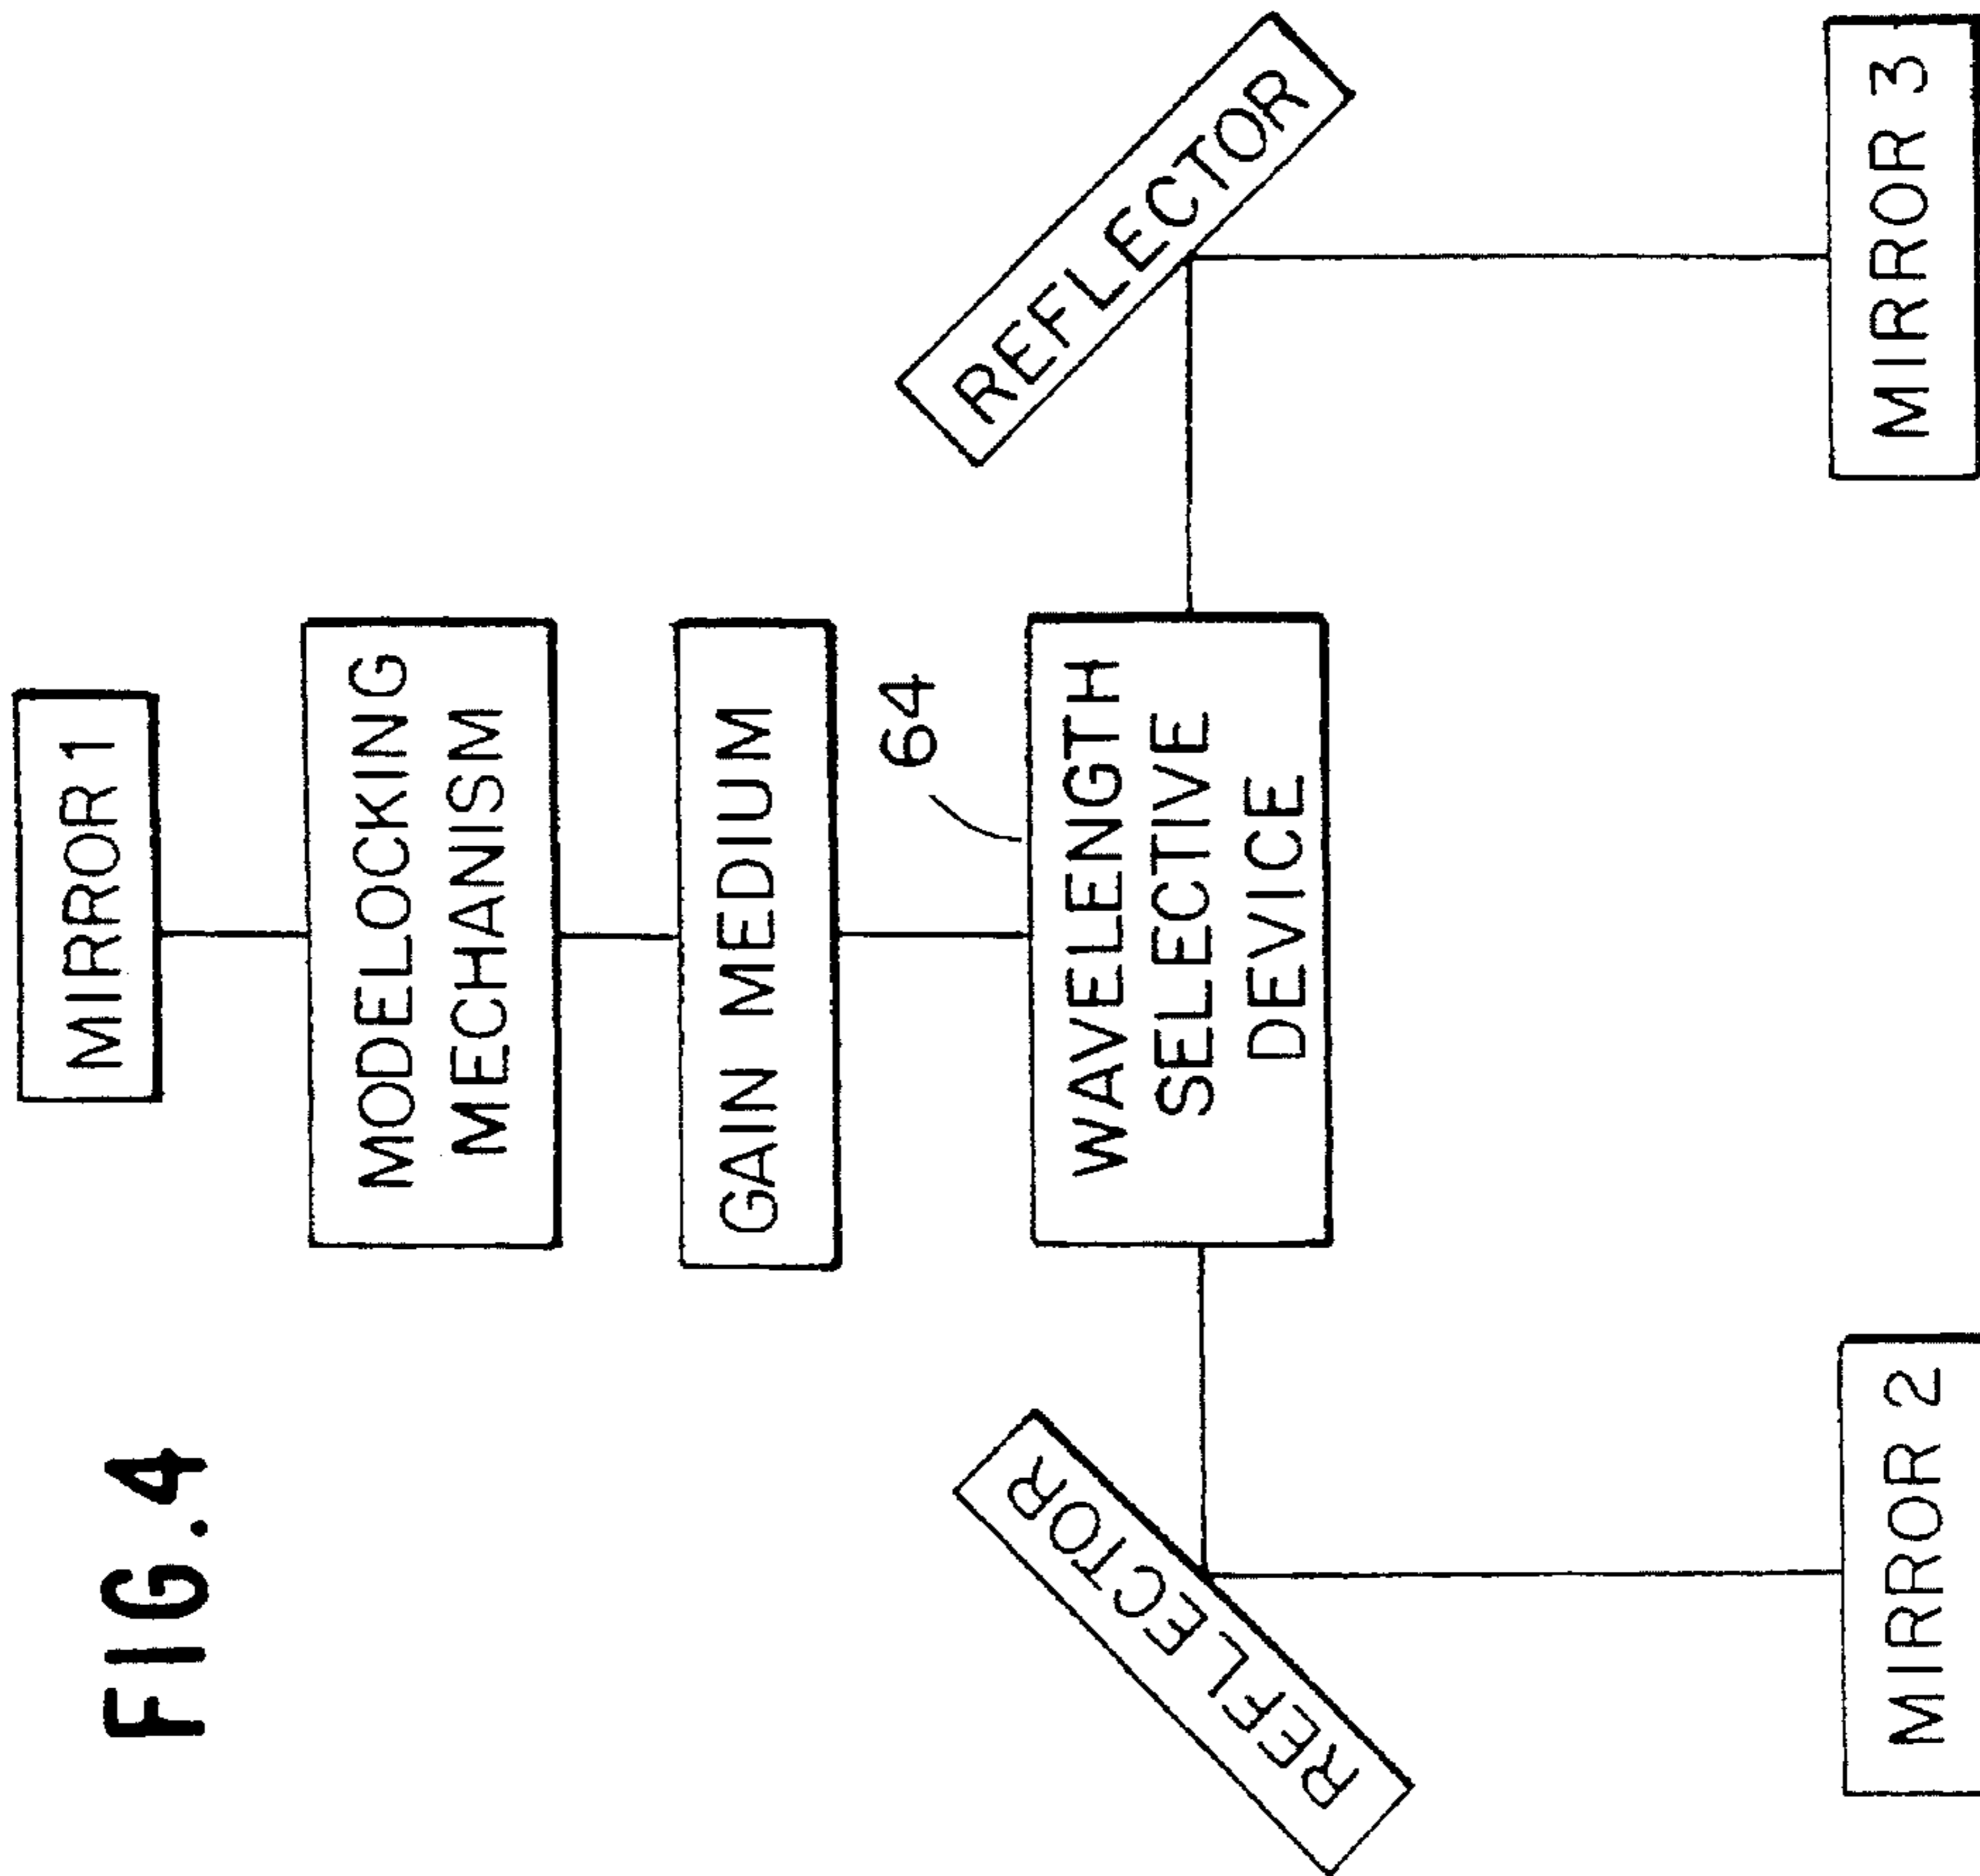 FIG.4
MIRROR 1
MODELOCKING
MECHANISM
GAIN MEDIUM
64
WAVELENGTH
SELECTIVE
DEVICE
REFLECTOR
REFLECTOR
MIRROR 2
MIRROR 3